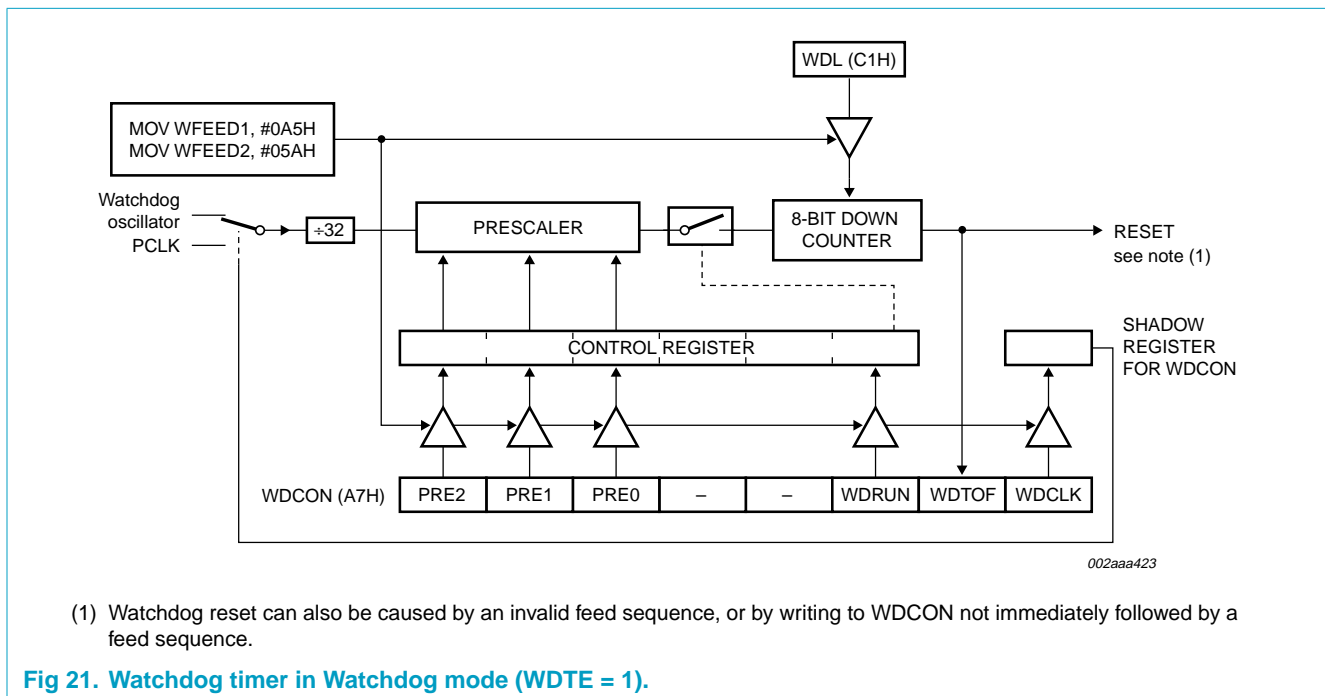 WDL (C1H)
MOV WFEED1, #0A5H
MOV WFEED2, #05AH
Watchdog
oscillator
PCLK
÷32
PRESCALER
8-BIT DOWN
COUNTER
RESET
see note (1)
CONTROL REGISTER
SHADOW
REGISTER
FOR WDCON
WDCON (A7H)
PRE2
PRE1
PRE0
–
–
WDRUN
WDTOF
WDCLK
002aaa423
(1) Watchdog reset can also be caused by an invalid feed sequence, or by writing to WDCON not immediately followed by a
feed sequence.
Fig 21. Watchdog timer in Watchdog mode (WDTE = 1).